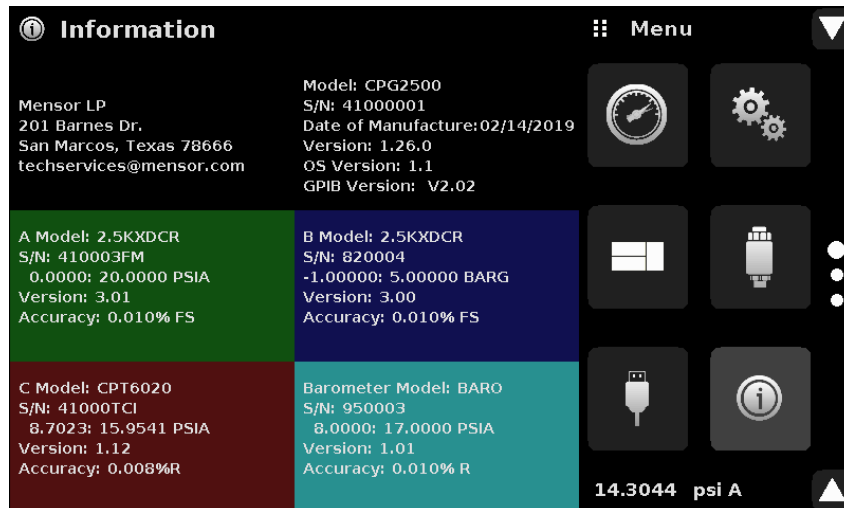 Information
Menu
Mensor LP
201 Barnes Dr.
San Marcos, Texas 78666
techservices@mensor.com
Model: CPG2500
S/N: 41000001
Date of Manufacture:02/14/2019
Version: 1.26.0
OS Version: 1.1
GPIB Version: V2.02
A Model: 2.5KXDCR
S/N: 410003FM
0.0000: 20.0000 PSIA
Version: 3.01
Accuracy: 0.010% FS
B Model: 2.5KXDCR
S/N: 820004
-1.00000: 5.00000 BARG
Version: 3.00
Accuracy: 0.010% FS
C Model: CPT6020
S/N: 41000TCI
8.7023: 15.9541 PSIA
Version: 1.12
Accuracy: 0.008%R
Barometer Model: BARO
S/N: 950003
8.0000: 17.0000 PSIA
Version: 1.01
Accuracy: 0.010% R
14.3044 psi A